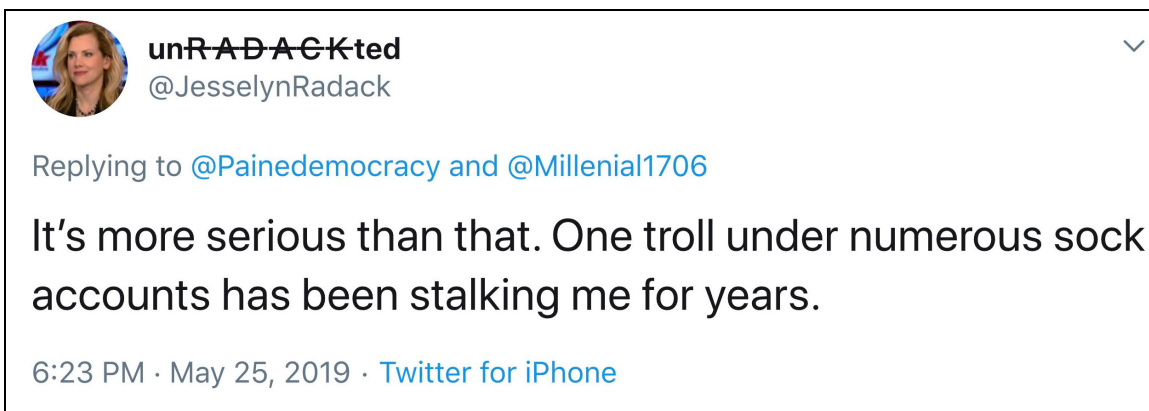 unRADACKted
@JesselynRadack
Replying to @Painedemocracy and @Millenial1706
It’s more serious than that. One troll under numerous sock
accounts has been stalking me for years.
6:23 PM · May 25, 2019 · Twitter for iPhone